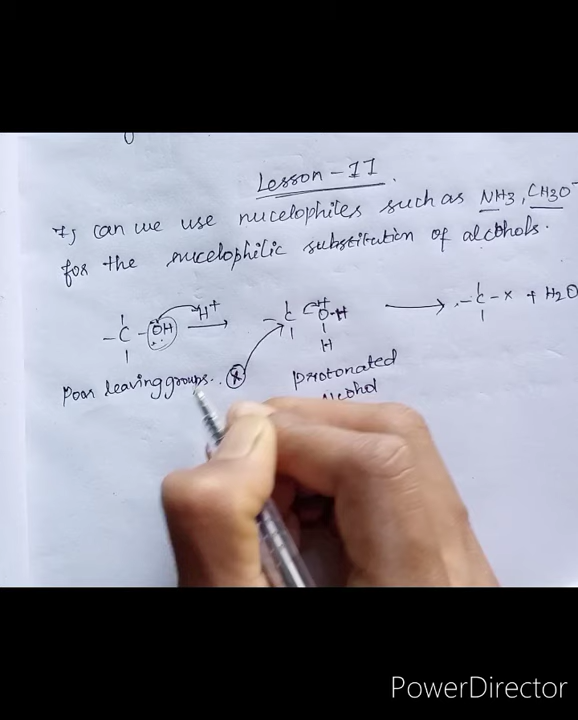 Lesson - 11.
7, can we use nucelophiles such as NH3, CH3O-
for the nucelophilic substitution of alcohols.
-C-OH H+ → -C-O+-H → -C-x + H2O
H
Poor leaving groups.. x protonated
alcohol
PowerDirector